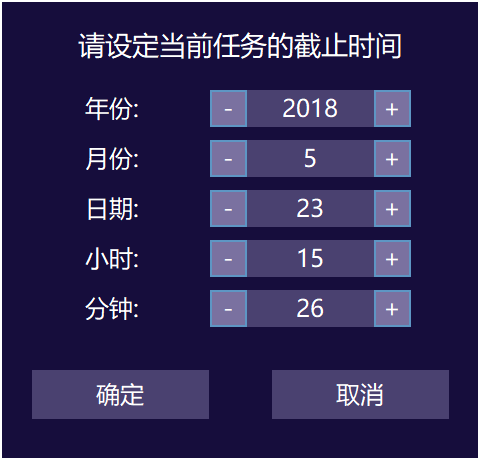 请设定当前任务的截止时间
年份: - 2018 +
月份: - 5 +
日期: - 23 +
小时: - 15 +
分钟: - 26 +
确定 取消